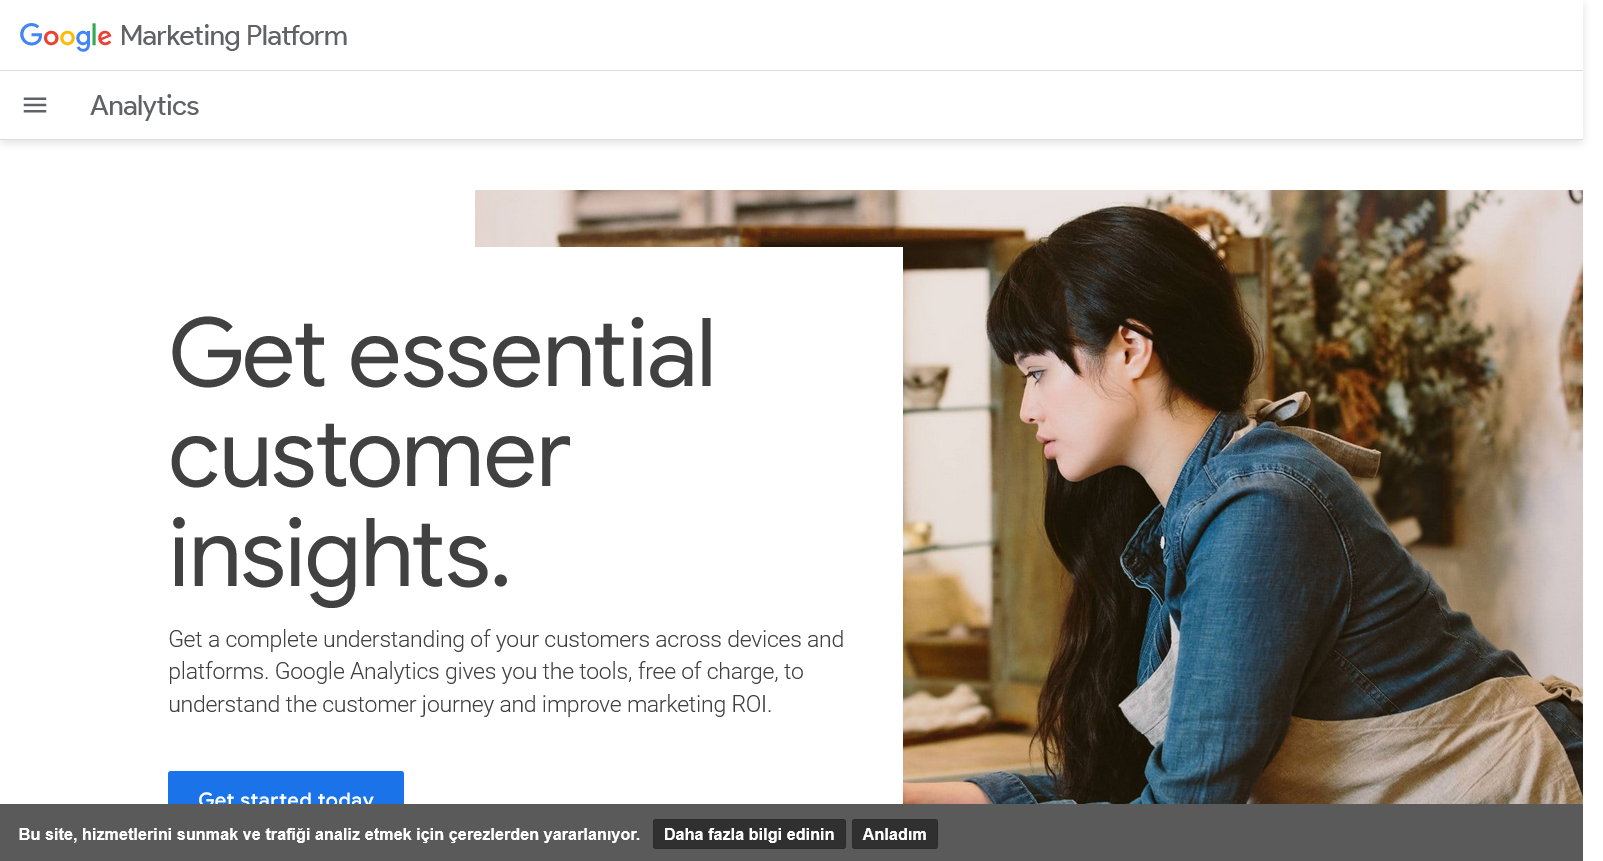 Google Marketing Platform
Analytics
Get essential
customer
insights.
Get a complete understanding of your customers across devices and
platforms. Google Analytics gives you the tools, free of charge, to
understand the customer journey and improve marketing ROI.
Get started today
Bu site, hizmetlerini sunmak ve trafiği analiz etmek için çerezlerden yararlanıyor. Daha fazla bilgi edinin Anladım